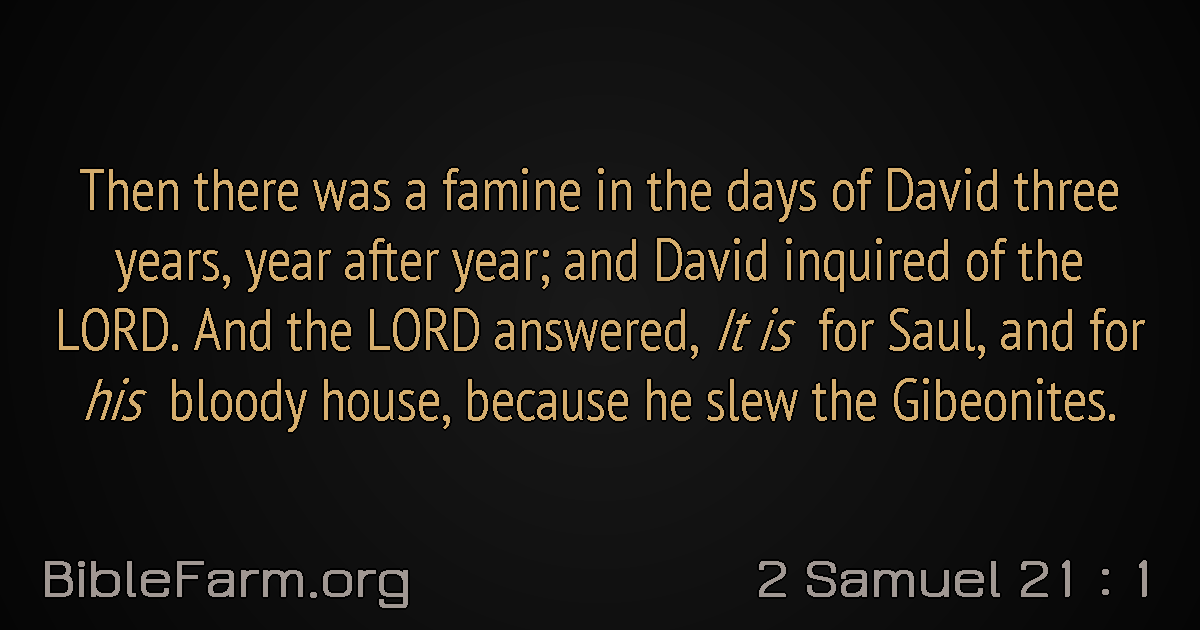 Then there was a famine in the days of David three
years, year after year; and David inquired of the
LORD. And the LORD answered, It is for Saul, and for
his bloody house, because he slew the Gibeonites.
BibleFarm.org
2 Samuel 21 : 1